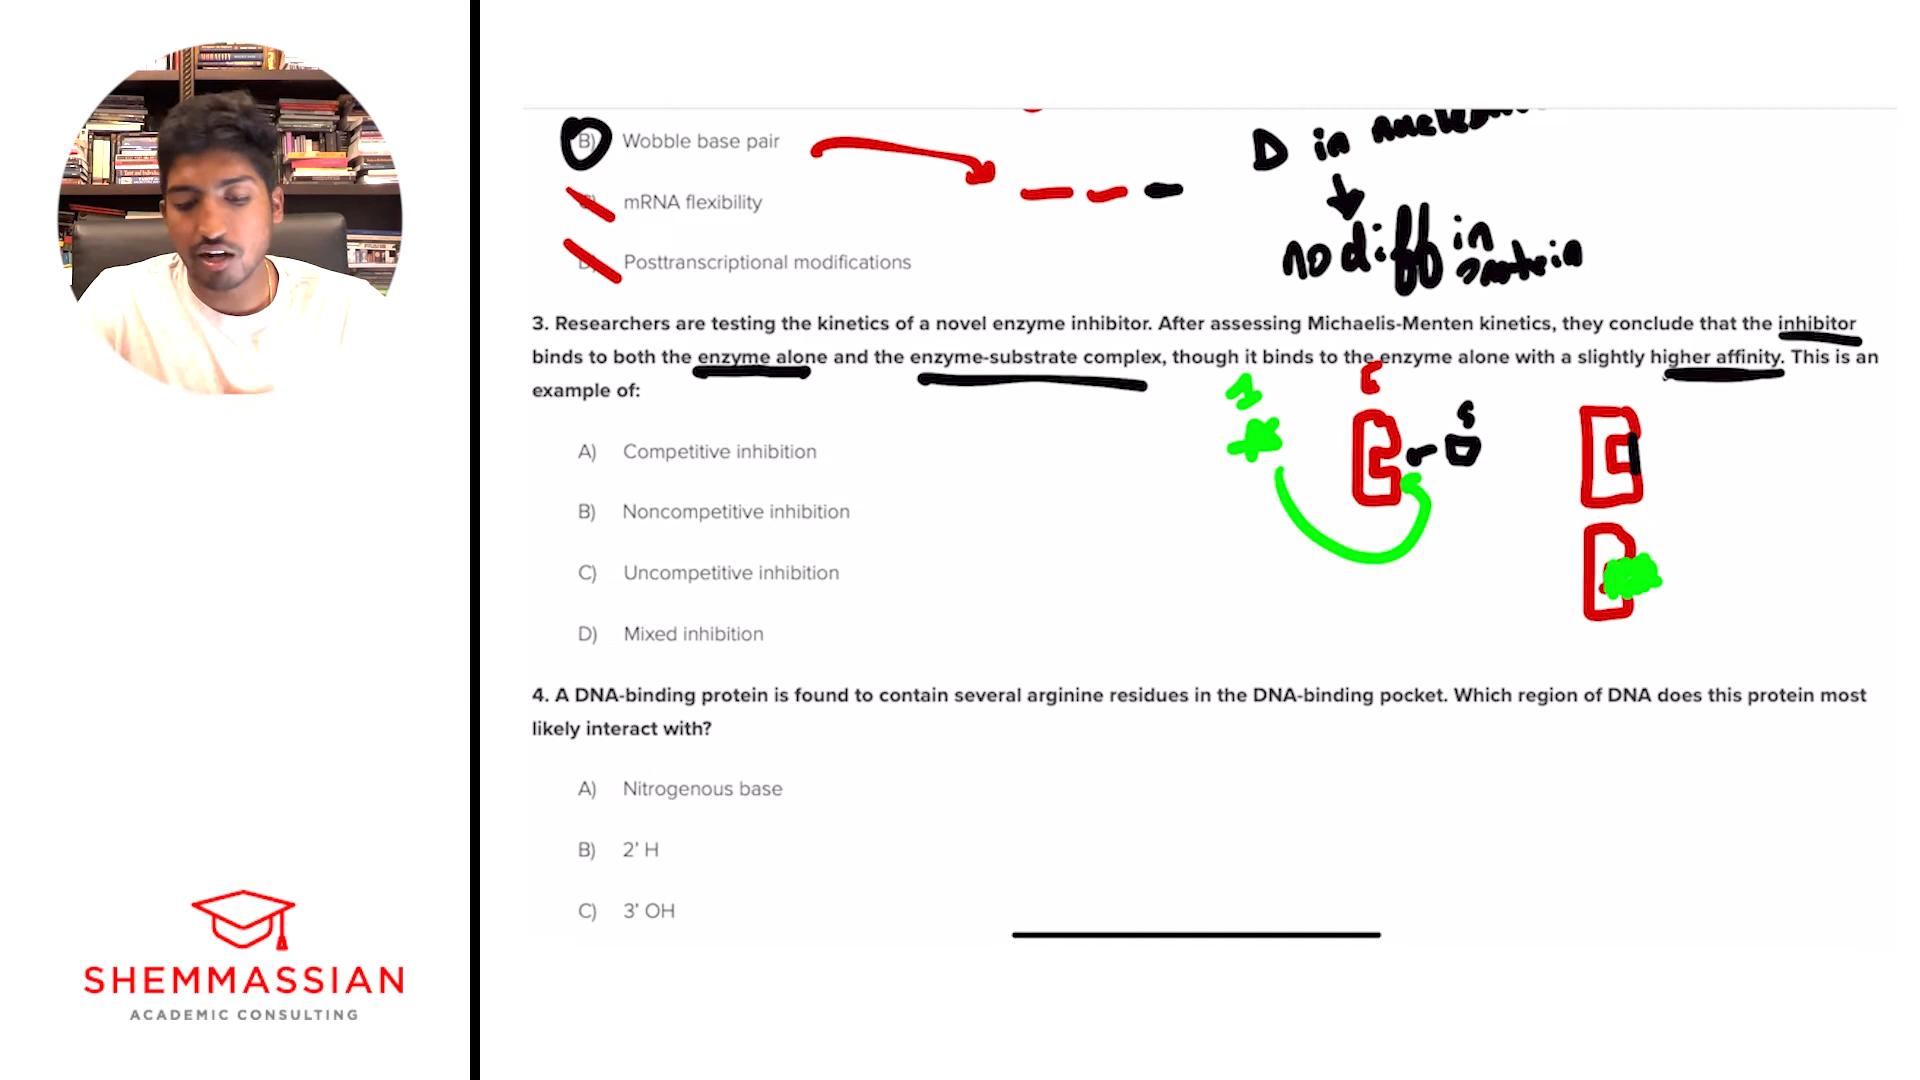 B) Wobble base pair
D in
mRNA flexibility
no diff in
protein
Posttranscriptional modifications
3. Researchers are testing the kinetics of a novel enzyme inhibitor. After assessing Michaelis-Menten kinetics, they conclude that the inhibitor
binds to both the enzyme alone and the enzyme-substrate complex, though it binds to the enzyme alone with a slightly higher affinity. This is an
example of:
I
E
S
A) Competitive inhibition
B) Noncompetitive inhibition
C) Uncompetitive inhibition
D) Mixed inhibition
4. A DNA-binding protein is found to contain several arginine residues in the DNA-binding pocket. Which region of DNA does this protein most
likely interact with?
A) Nitrogenous base
B) 2' H
C) 3' OH
SHEMMASSIAN
ACADEMIC CONSULTING